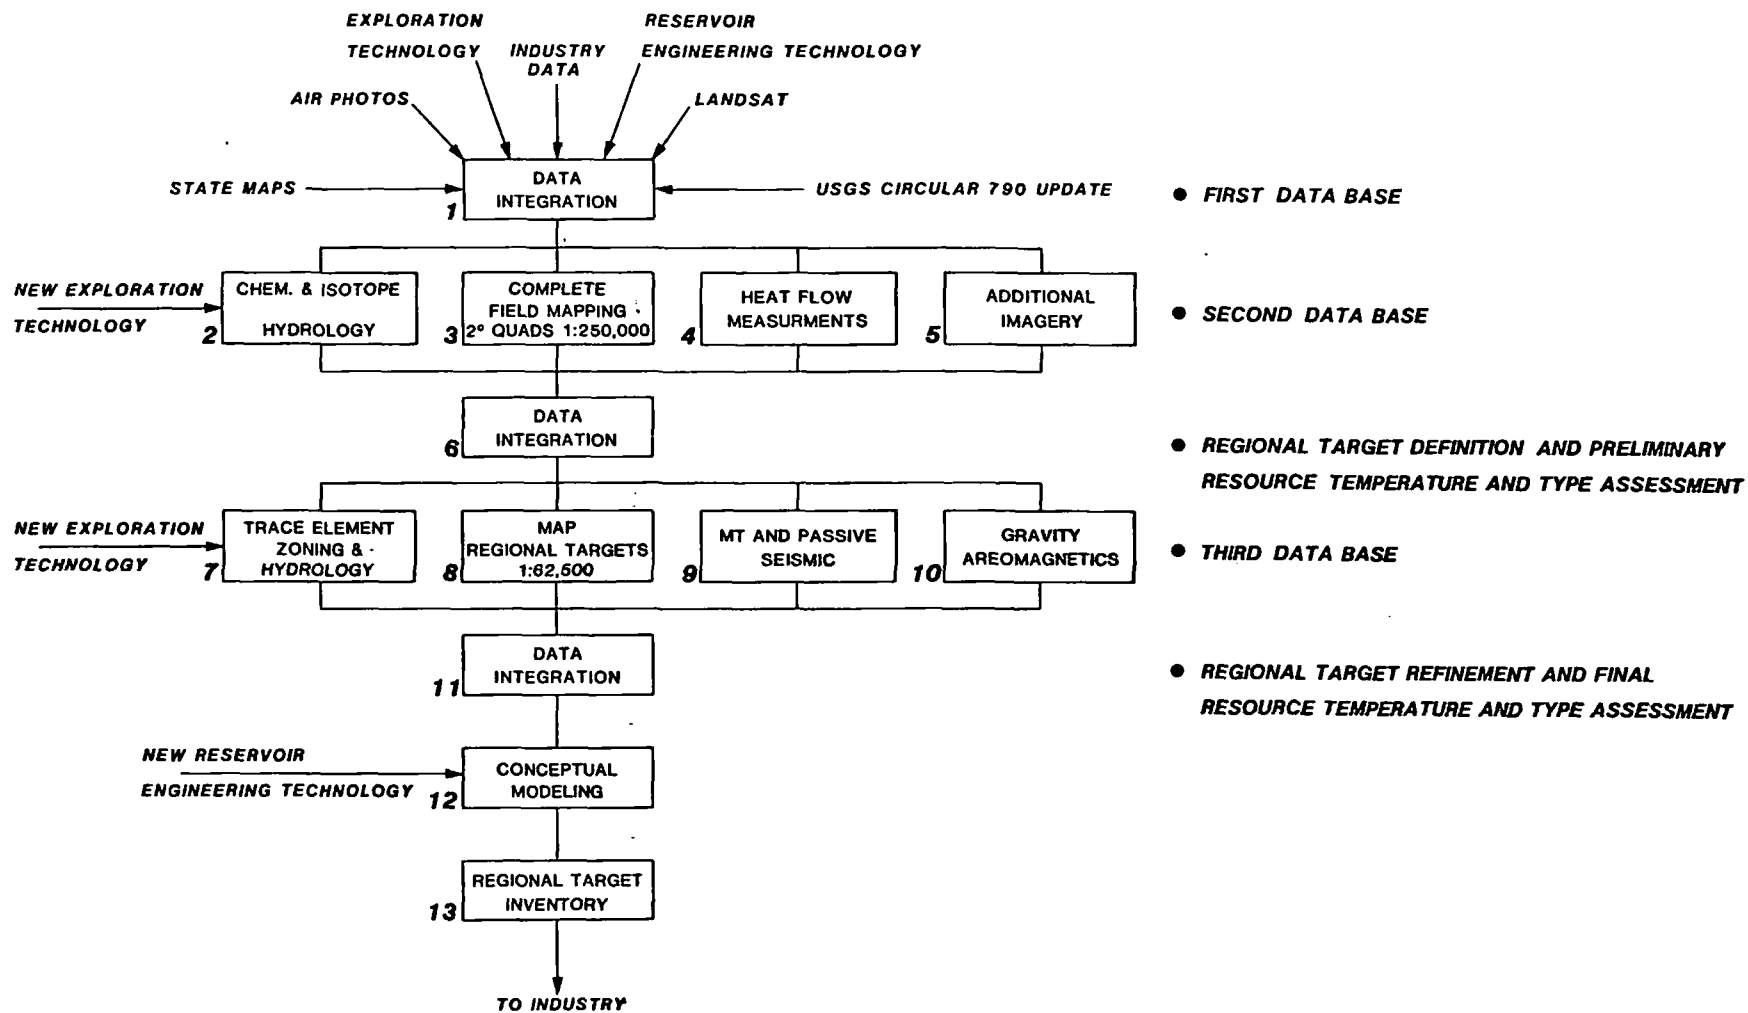 EXPLORATION
TECHNOLOGY
INDUSTRY
DATA
RESERVOIR
ENGINEERING TECHNOLOGY
AIR PHOTOS
LANDSAT
STATE MAPS
DATA
INTEGRATION
1
USGS CIRCULAR 790 UPDATE
● FIRST DATA BASE
NEW EXPLORATION
TECHNOLOGY
CHEM. & ISOTOPE
HYDROLOGY
2
COMPLETE
FIELD MAPPING
2° QUADS 1:250,000
3
HEAT FLOW
MEASURMENTS
4
ADDITIONAL
IMAGERY
5
● SECOND DATA BASE
DATA
INTEGRATION
6
● REGIONAL TARGET DEFINITION AND PRELIMINARY
RESOURCE TEMPERATURE AND TYPE ASSESSMENT
NEW EXPLORATION
TECHNOLOGY
TRACE ELEMENT
ZONING &
HYDROLOGY
7
MAP
REGIONAL TARGETS
1:62,500
8
MT AND PASSIVE
SEISMIC
9
GRAVITY
AREOMAGNETICS
10
● THIRD DATA BASE
DATA
INTEGRATION
11
● REGIONAL TARGET REFINEMENT AND FINAL
RESOURCE TEMPERATURE AND TYPE ASSESSMENT
NEW RESERVOIR
ENGINEERING TECHNOLOGY
CONCEPTUAL
MODELING
12
REGIONAL TARGET
INVENTORY
13
TO INDUSTRY